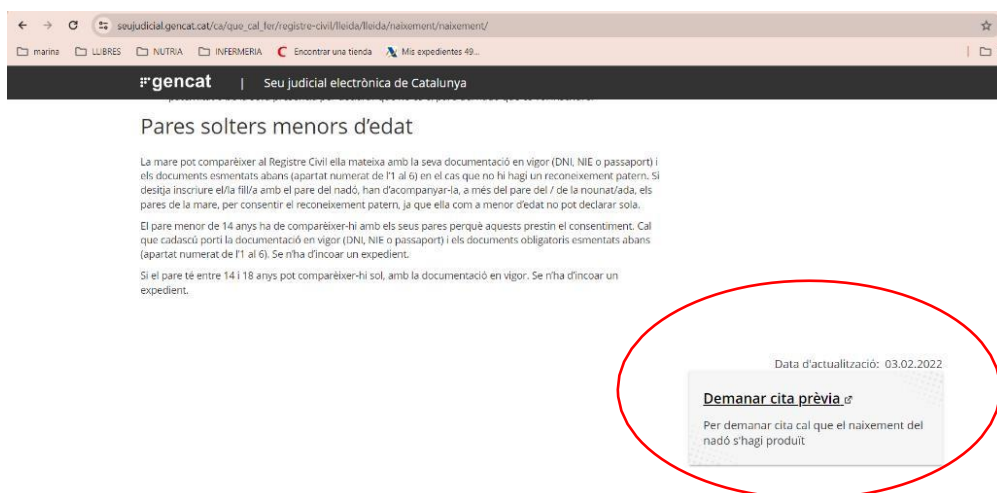 seujudicial.gencat.cat/ca/que_cal_fer/registre-civil/lleida/lleida/naixement/naixement/
marina LLIBRES NUTRIA INFERMERIA Encontrar una tienda Mis expedientes 49...
gencat | Seu judicial electrònica de Catalunya
Pares solters menors d'edat
La mare pot comparèixer al Registre Civil ella mateixa amb la seva documentació en vigor (DNI, NIE o passaport) i
els documents esmentats abans (apartat numerat de l'1 al 6) en el cas que no hi hagi un reconeixement patern. Si
desitja inscriure el/la fill/a amb el pare del nadó, han d'acompanyar-la, a més del pare del / de la nounat/ada, els
pares de la mare, per consentir el reconeixement patern, ja que ella com a menor d'edat no pot declarar sola.
El pare menor de 14 anys ha de comparèixer-hi amb els seus pares perquè aquests prestin el consentiment. Cal
que cadascú porti la documentació en vigor (DNI, NIE o passaport) i els documents obligatoris esmentats abans
(apartat numerat de l'1 al 6). Se n'ha d'incoar un expedient.
Si el pare té entre 14 i 18 anys pot comparèixer-hi sol, amb la documentació en vigor. Se n'ha d'incoar un
expedient.
Data d'actualització: 03.02.2022
Demanar cita prèvia
Per demanar cita cal que el naixement del
nadó s'hagi produït